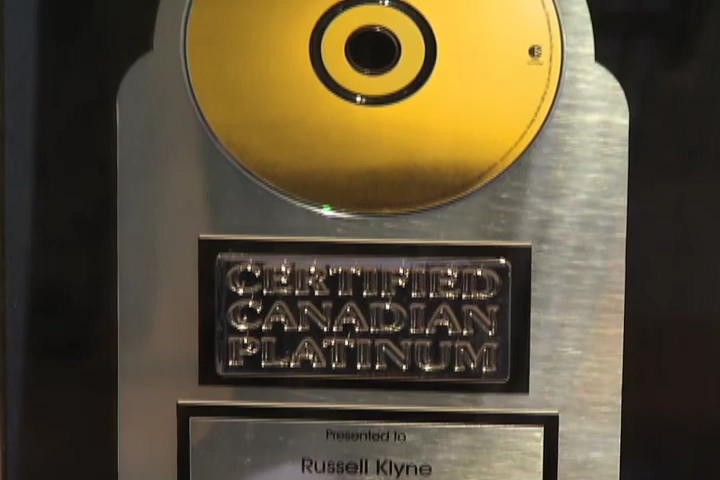 CERTIFIED
CANADIAN
PLATINUM
Presented to
Russell Klyne